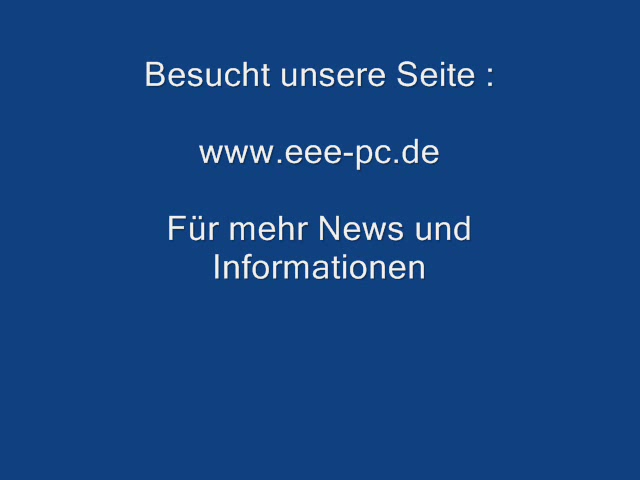 Besucht unsere Seite :
www.eee-pc.de
Für mehr News und
Informationen